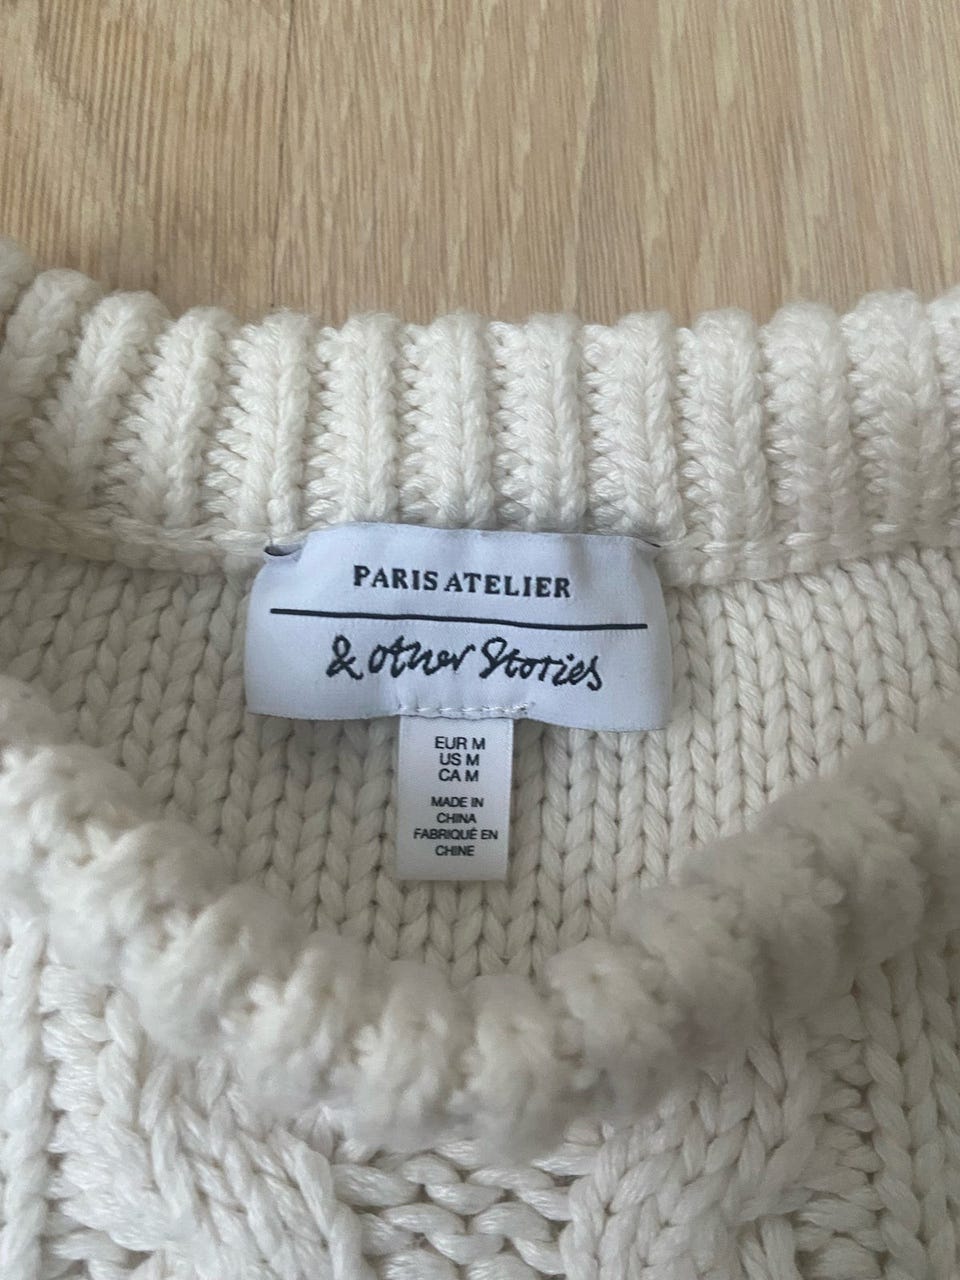 PARIS ATELIER
& other Stories
EUR M
US M
CA M
MADE IN
CHINA
FABRIQUÉ EN
CHINE